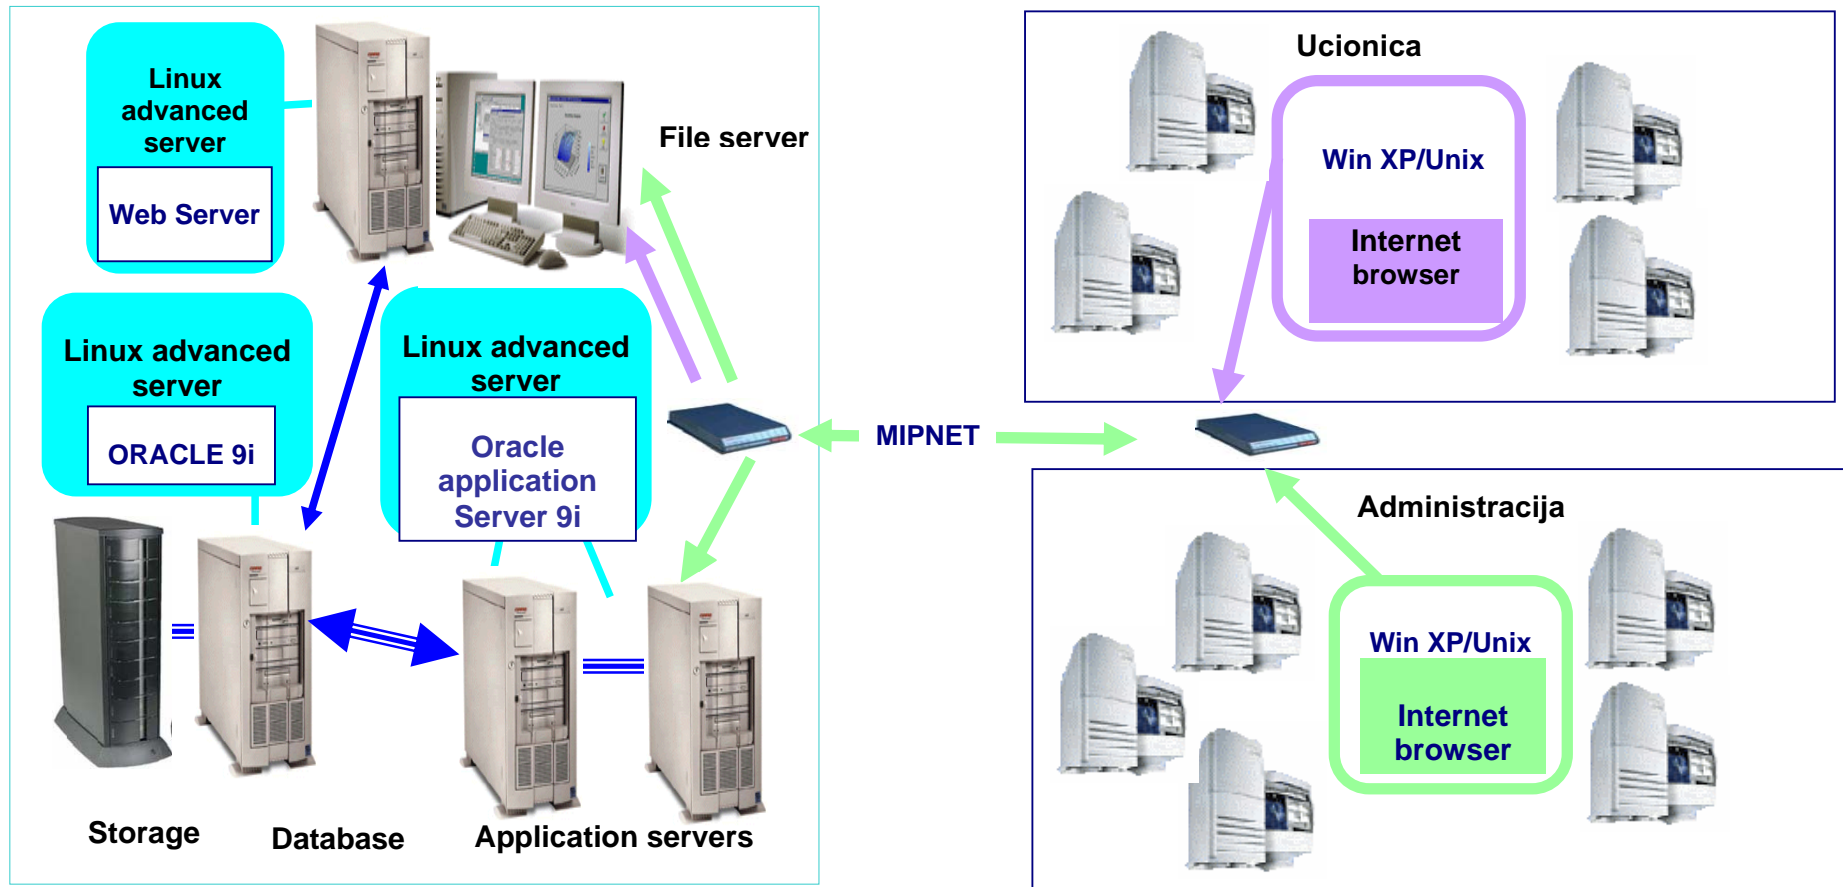 Linux
advanced
server
Web Server
File server
Linux advanced
server
ORACLE 9i
Linux advanced
server
Oracle
application
Server 9i
Storage
Database
Application servers
MIPNET
Ucionica
Win XP/Unix
Internet
browser
Administracija
Win XP/Unix
Internet
browser